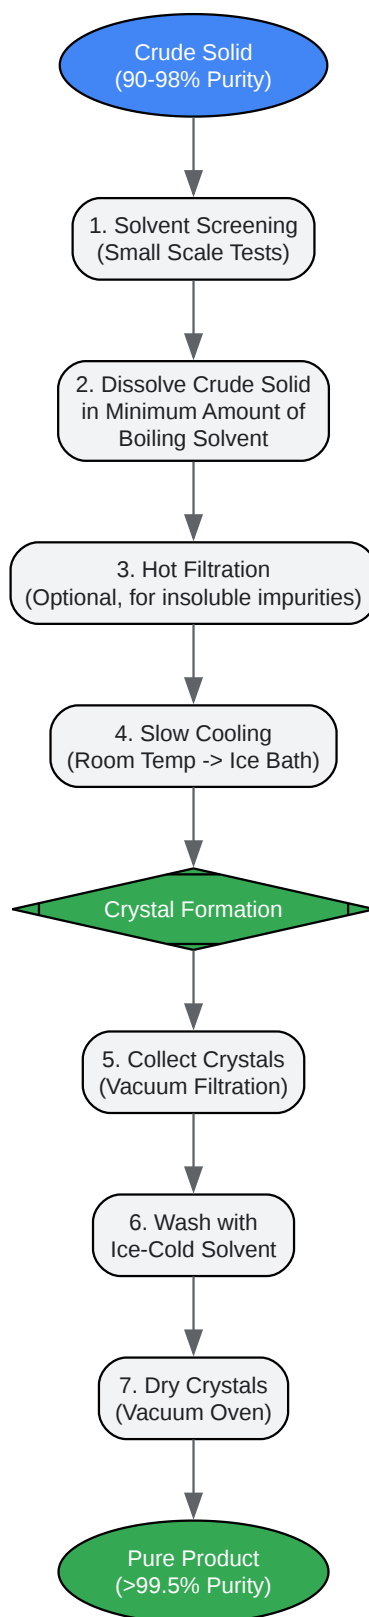 Crude Solid
(90-98% Purity)
1. Solvent Screening
(Small Scale Tests)
2. Dissolve Crude Solid
in Minimum Amount of
Boiling Solvent
3. Hot Filtration
(Optional, for insoluble impurities)
4. Slow Cooling
(Room Temp -> Ice Bath)
Crystal Formation
5. Collect Crystals
(Vacuum Filtration)
6. Wash with
Ice-Cold Solvent
7. Dry Crystals
(Vacuum Oven)
Pure Product
(>99.5% Purity)